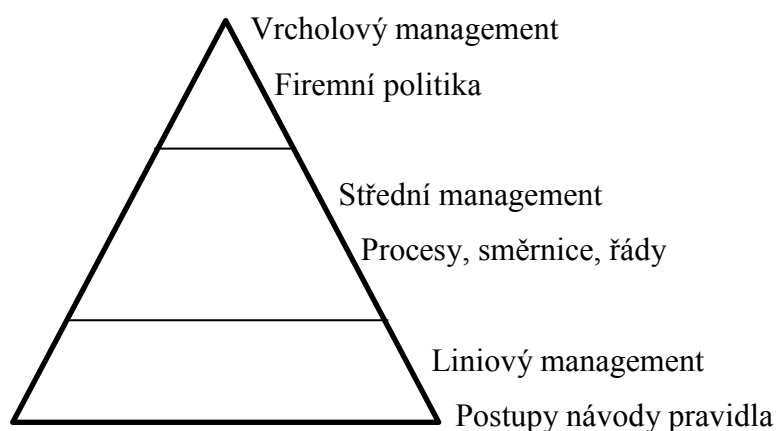 Vrcholový management
Firemní politika
Střední management
Procesy, směrnice, řády
Liniový management
Postupy návody pravidla